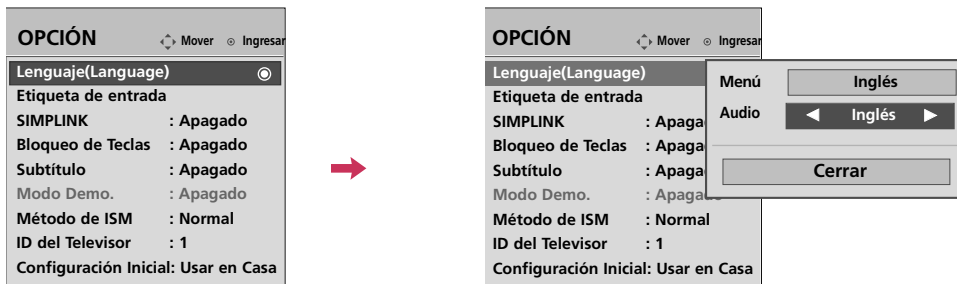 OPCIÓN Mover Ingresar
Lenguaje(Language)
Etiqueta de entrada
SIMPLINK : Apagado
Bloqueo de Teclas : Apagado
Subtítulo : Apagado
Modo Demo. : Apagado
Método de ISM : Normal
ID del Televisor : 1
Configuración Inicial: Usar en Casa
OPCIÓN Mover Ingresar
Lenguaje(Language)
Etiqueta de entrada
SIMPLINK : Apaga
Bloqueo de Teclas : Apaga
Subtítulo : Apaga
Modo Demo. : Apaga
Método de ISM : Normal
ID del Televisor : 1
Configuración Inicial: Usar en Casa
Menú Inglés
Audio ◀ Inglés ▶
Cerrar